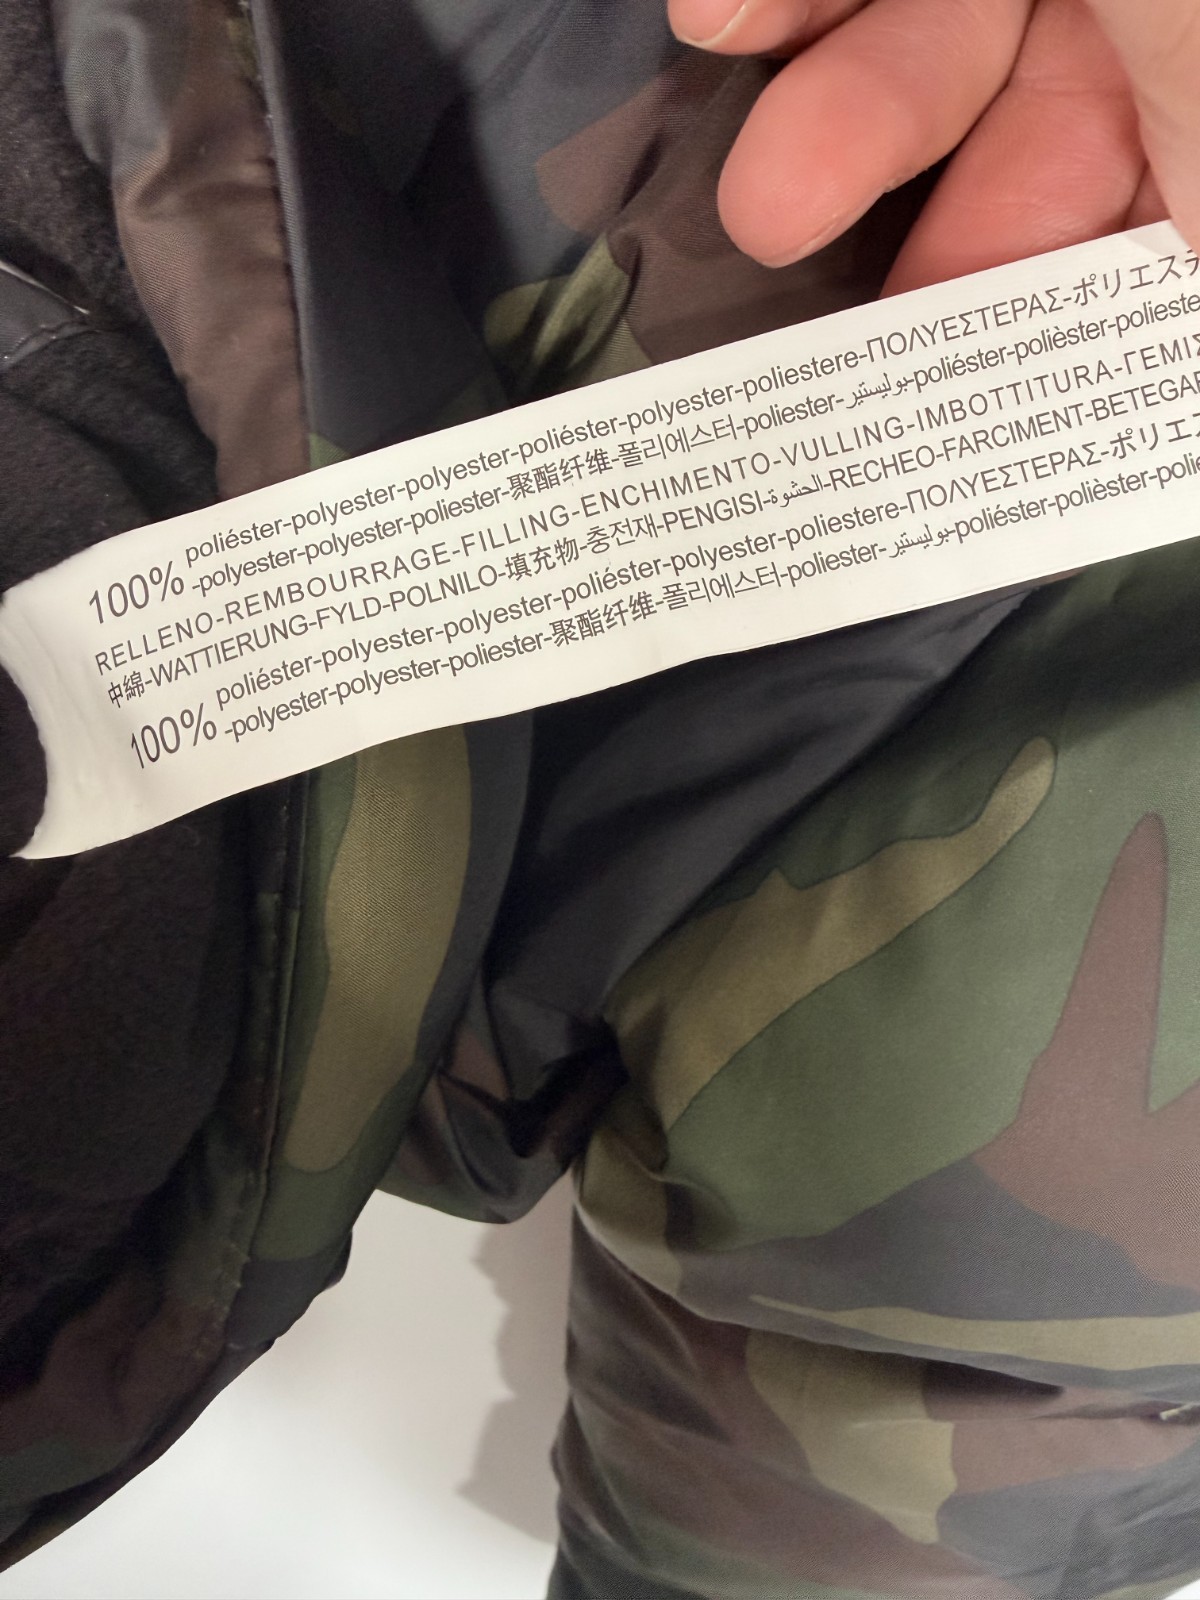 100% poliéster-polyester-polyester-poliéster-polyester-poliestere-ΠΟΛΥΕΣΤΕΡΑΣ-ポリエステ
-polyester-polyester-poliester-聚酯纤维-폴리에스터-poliester-بوليستير-poliéster-polièster-polieste
RELLENO-REMBOURRAGE-FILLING-ENCHIMENTO-VULLING-IMBOTTITURA-ΓΕΜΙΣ
中綿-WATTIERUNG-FYLD-POLNILO-填充物-충전재-PENGISI-الحشوة-RECHEO-FARCIMENT-BETEGAR
100% poliéster-polyester-polyester-poliéster-polyester-poliestere-ΠΟΛΥΕΣΤΕΡΑΣ-ポリエス
-polyester-polyester-poliester-聚酯纤维-폴리에스터-poliester-بوليستير-poliéster-polièster-polie